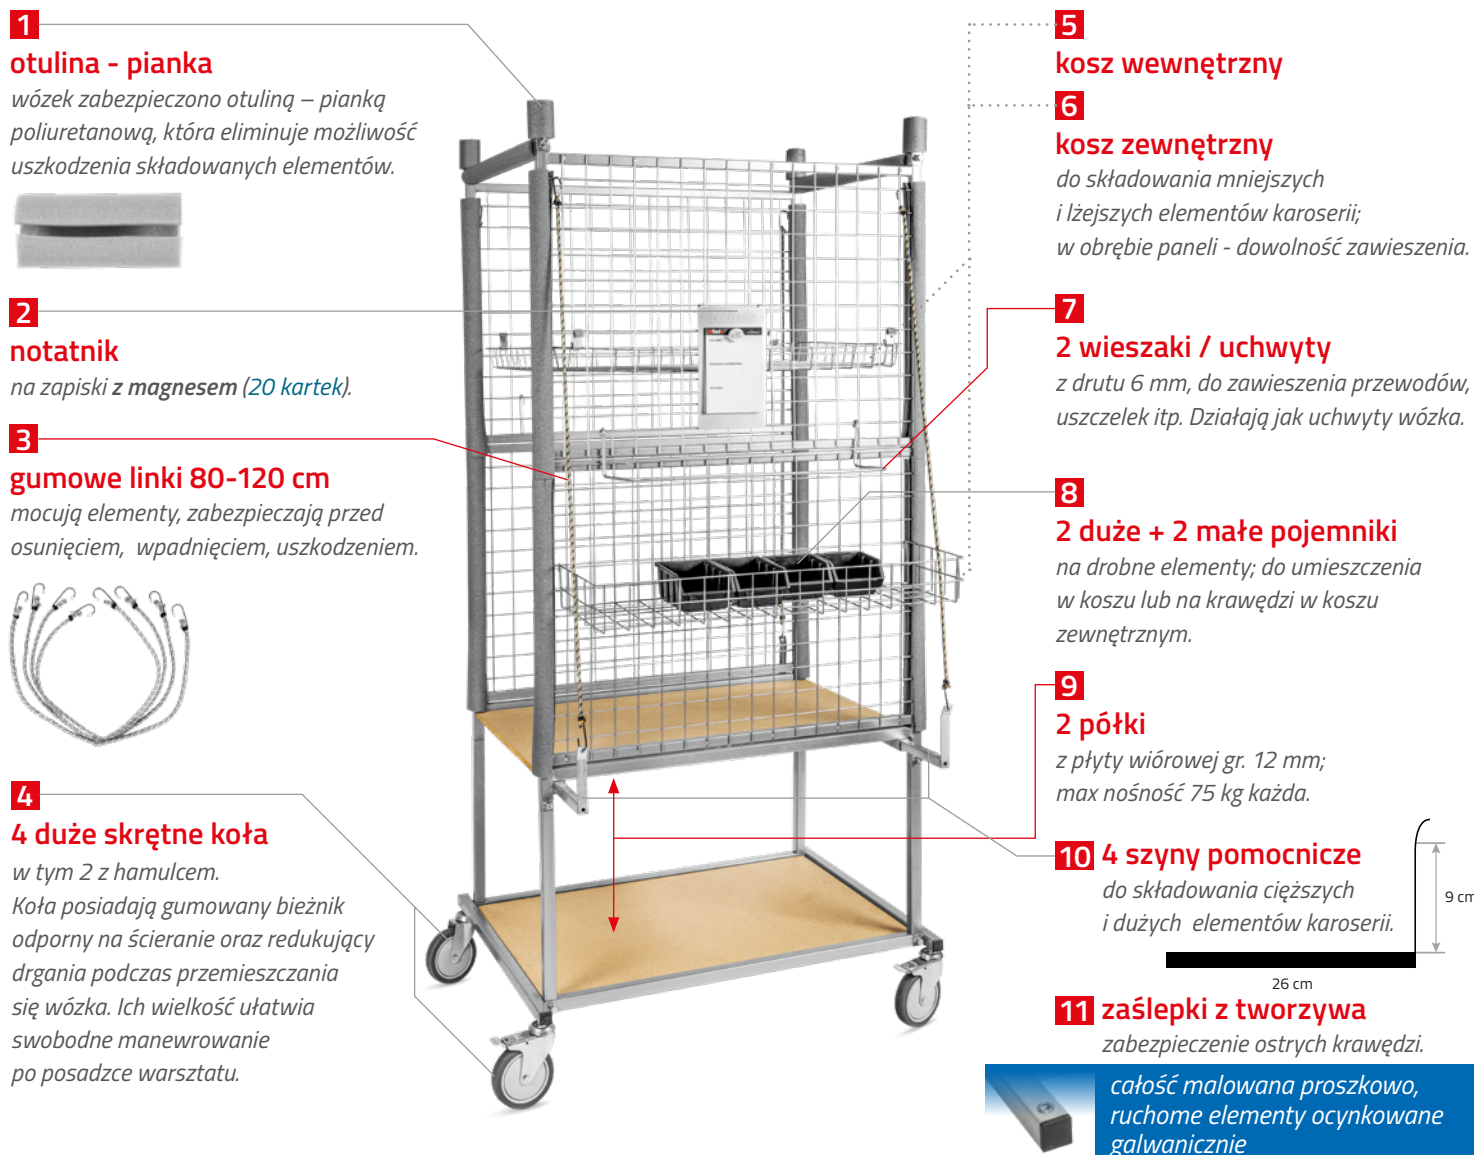 1
otulina - pianka
wózek zabezpieczono otuliną – pianką
poliuretanową, która eliminuje możliwość
uszkodzenia składowanych elementów.
2
notatnik
na zapiski z magnesem (20 kartek).
3
gumowe linki 80-120 cm
mocują elementy, zabezpieczają przed
osunięciem, wpadnięciem, uszkodzeniem.
4
4 duże skrętne koła
w tym 2 z hamulcem.
Koła posiadają gumowany bieżnik
odporny na ścieranie oraz redukujący
drgania podczas przemieszczania
się wózka. Ich wielkość ułatwia
swobodne manewrowanie
po posadzce warsztatu.
5
kosz wewnętrzny
6
kosz zewnętrzny
do składowania mniejszych
i lżejszych elementów karoserii;
w obrębie paneli - dowolność zawieszenia.
7
2 wieszaki / uchwyty
z drutu 6 mm, do zawieszenia przewodów,
uszczelek itp. Działają jak uchwyty wózka.
8
2 duże + 2 małe pojemniki
na drobne elementy; do umieszczenia
w koszu lub na krawędzi w koszu
zewnętrznym.
9
2 półki
z płyty wiórowej gr. 12 mm;
max nośność 75 kg każda.
10 4 szyny pomocnicze
do składowania cięższych
i dużych elementów karoserii.
9 cm
26 cm
11 zaślepki z tworzywa
zabezpieczenie ostrych krawędzi.
całość malowana proszkowo,
ruchome elementy ocynkowane
galwanicznie